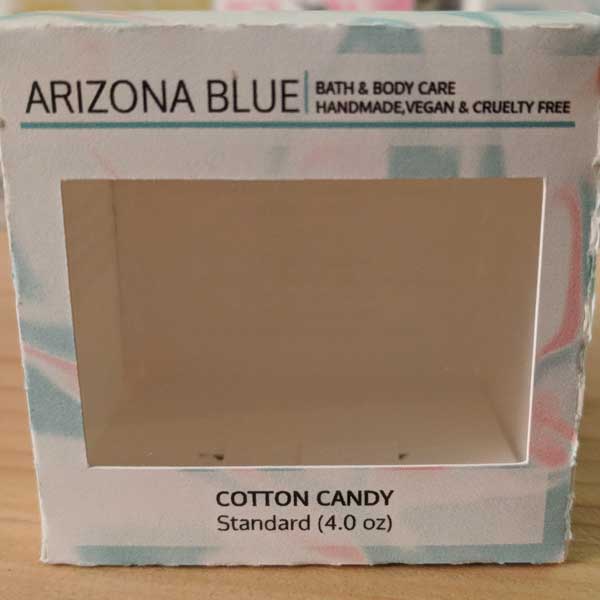 ARIZONA BLUE
BATH & BODY CARE
HANDMADE,VEGAN & CRUELTY FREE
COTTON CANDY
Standard (4.0 oz)